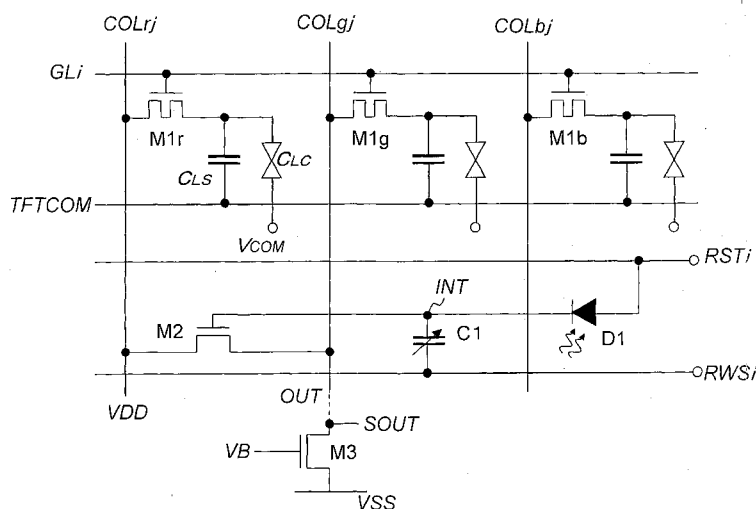 COLrj COLgj COLbj
GLi
M1r M1g M1b
CLS CLC
TFTCOM
VCOM
RSTi
INT
M2 C1 D1
RWSi
OUT
VDD
SOUT
VB M3
VSS